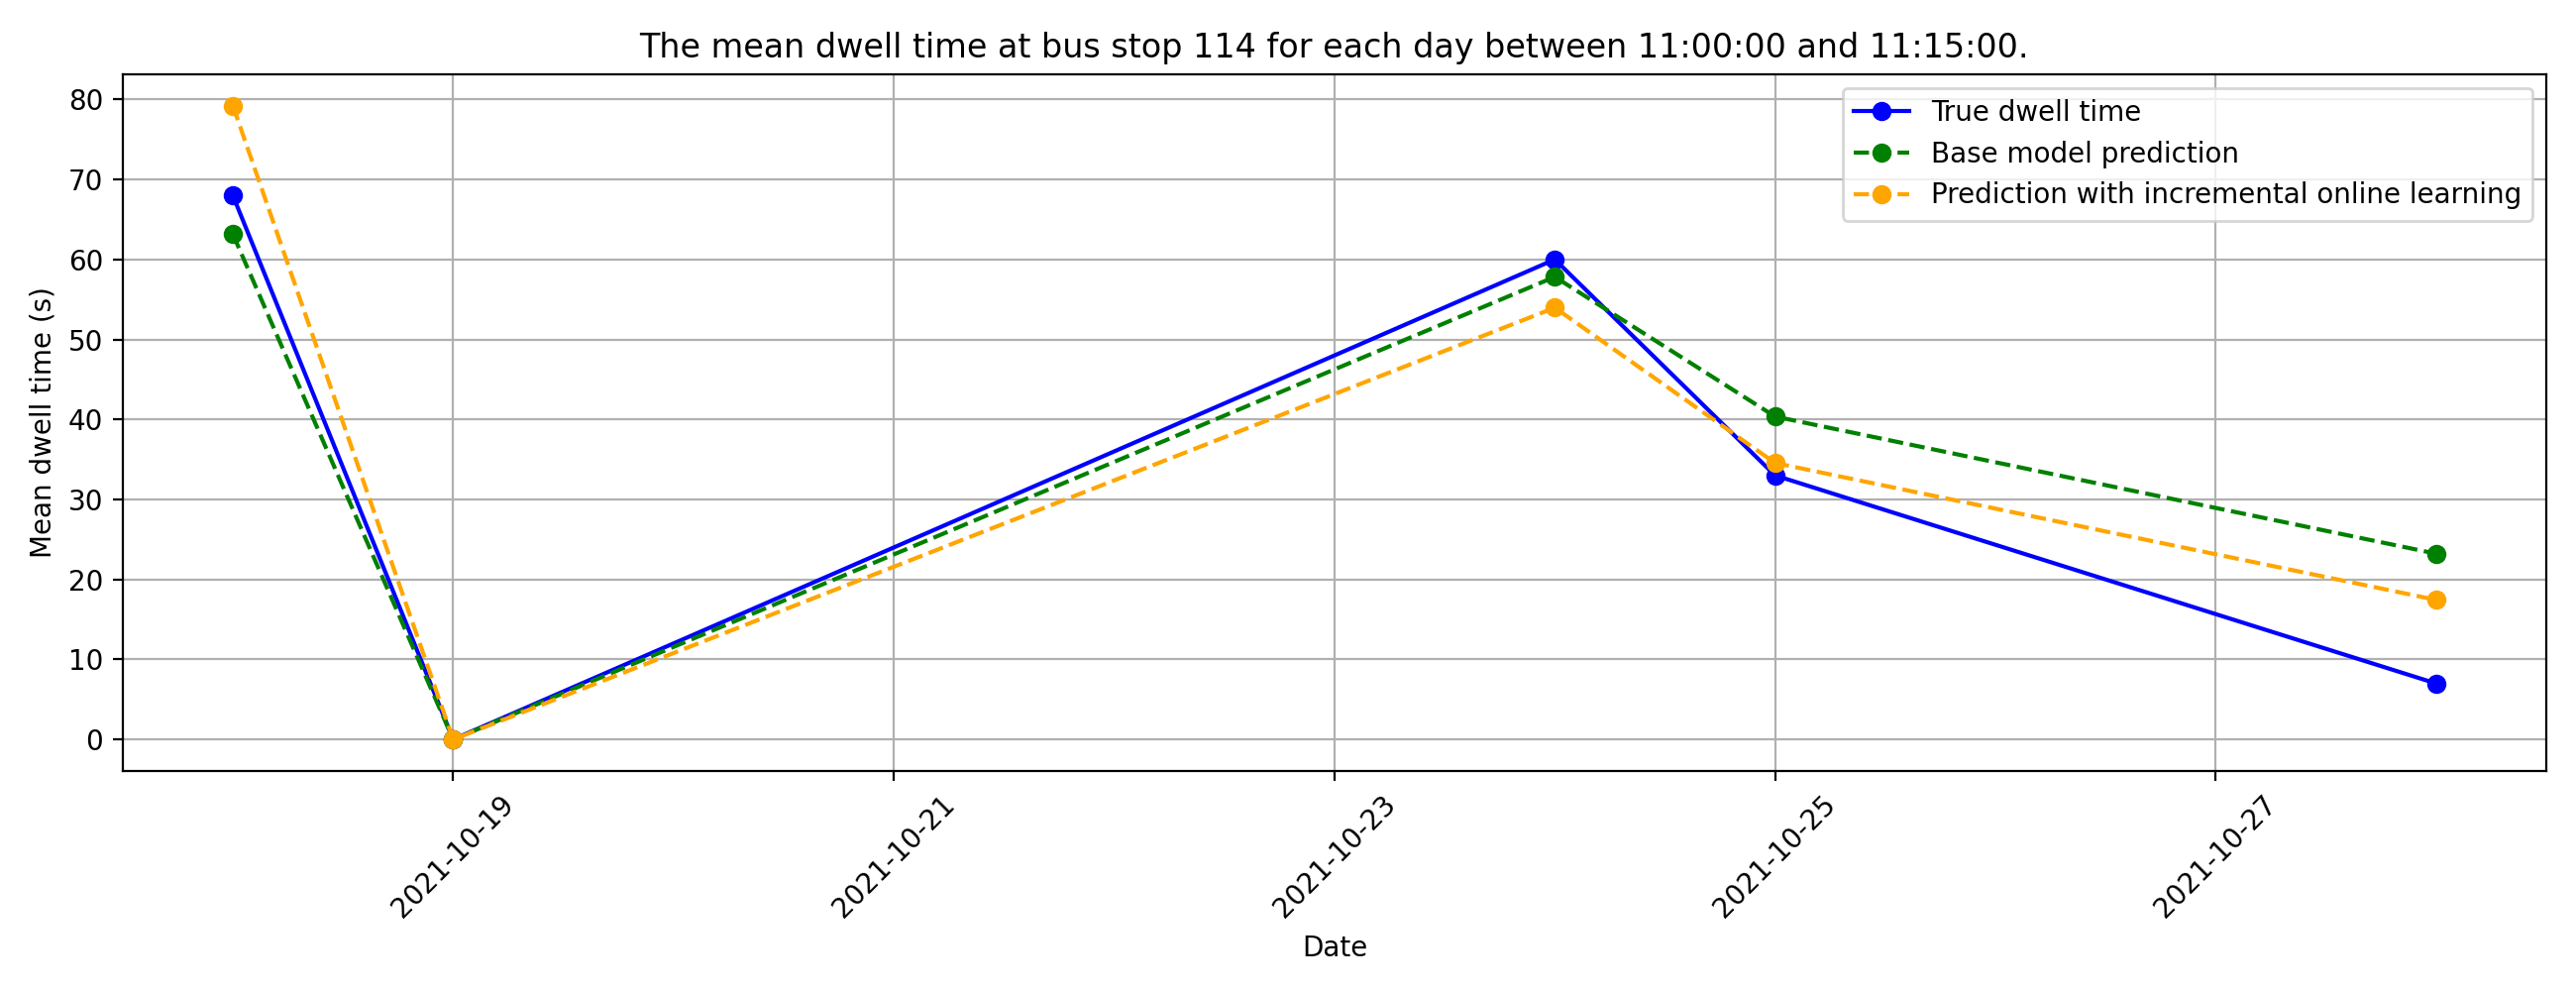 The mean dwell time at bus stop 114 for each day between 11:00:00 and 11:15:00.
True dwell time
Base model prediction
Prediction with incremental online learning
Mean dwell time (s)
80
70
60
50
40
30
20
10
0
2021-10-19
2021-10-21
2021-10-23
2021-10-25
2021-10-27
Date